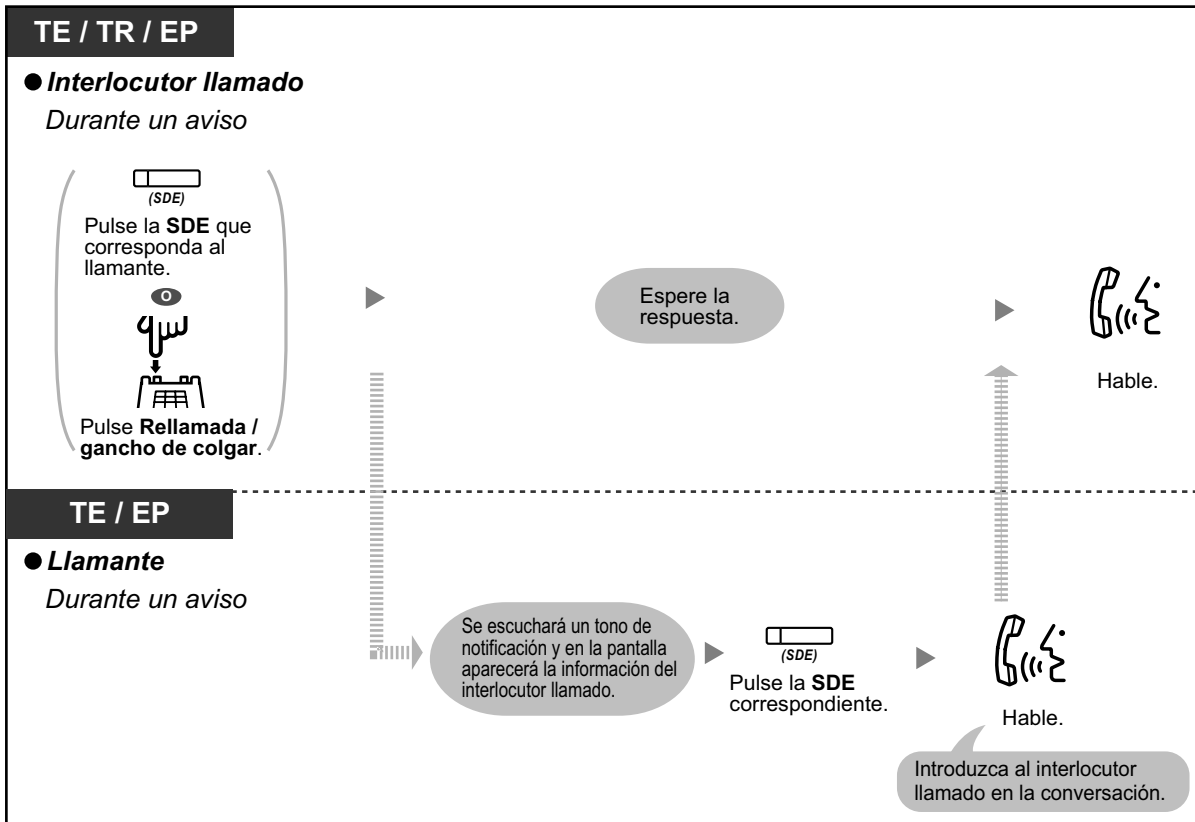 TE / TR / EP
● Interlocutor llamado
Durante un aviso
(SDE)
Pulse la SDE que
corresponda al
llamante.
O
Pulse Rellamada /
gancho de colgar.
Espere la
respuesta.
Hable.
TE / EP
● Llamante
Durante un aviso
Se escuchará un tono de
notificación y en la pantalla
aparecerá la información del
interlocutor llamado.
(SDE)
Pulse la SDE
correspondiente.
Hable.
Introduzca al interlocutor
llamado en la conversación.